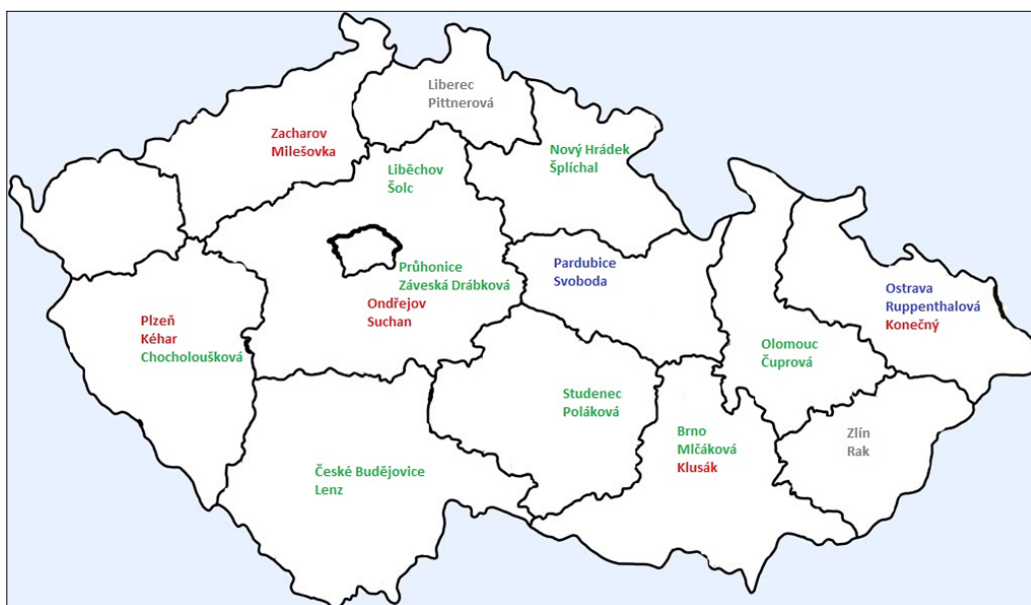 Liberec
Pittnerová
Zacharov
Milešovka
Nový Hrádek
Šplíchal
Liběchov
Šolc
Průhonice
Záveská Drábková
Ondřejov
Suchan
Pardubice
Svoboda
Ostrava
Ruppenthalová
Konečný
Plzeň
Kéhar
Chocholoušková
Olomouc
Čuprová
Studenec
Poláková
Brno
Mlčáková
Klusák
Zlín
Rak
České Budějovice
Lenz